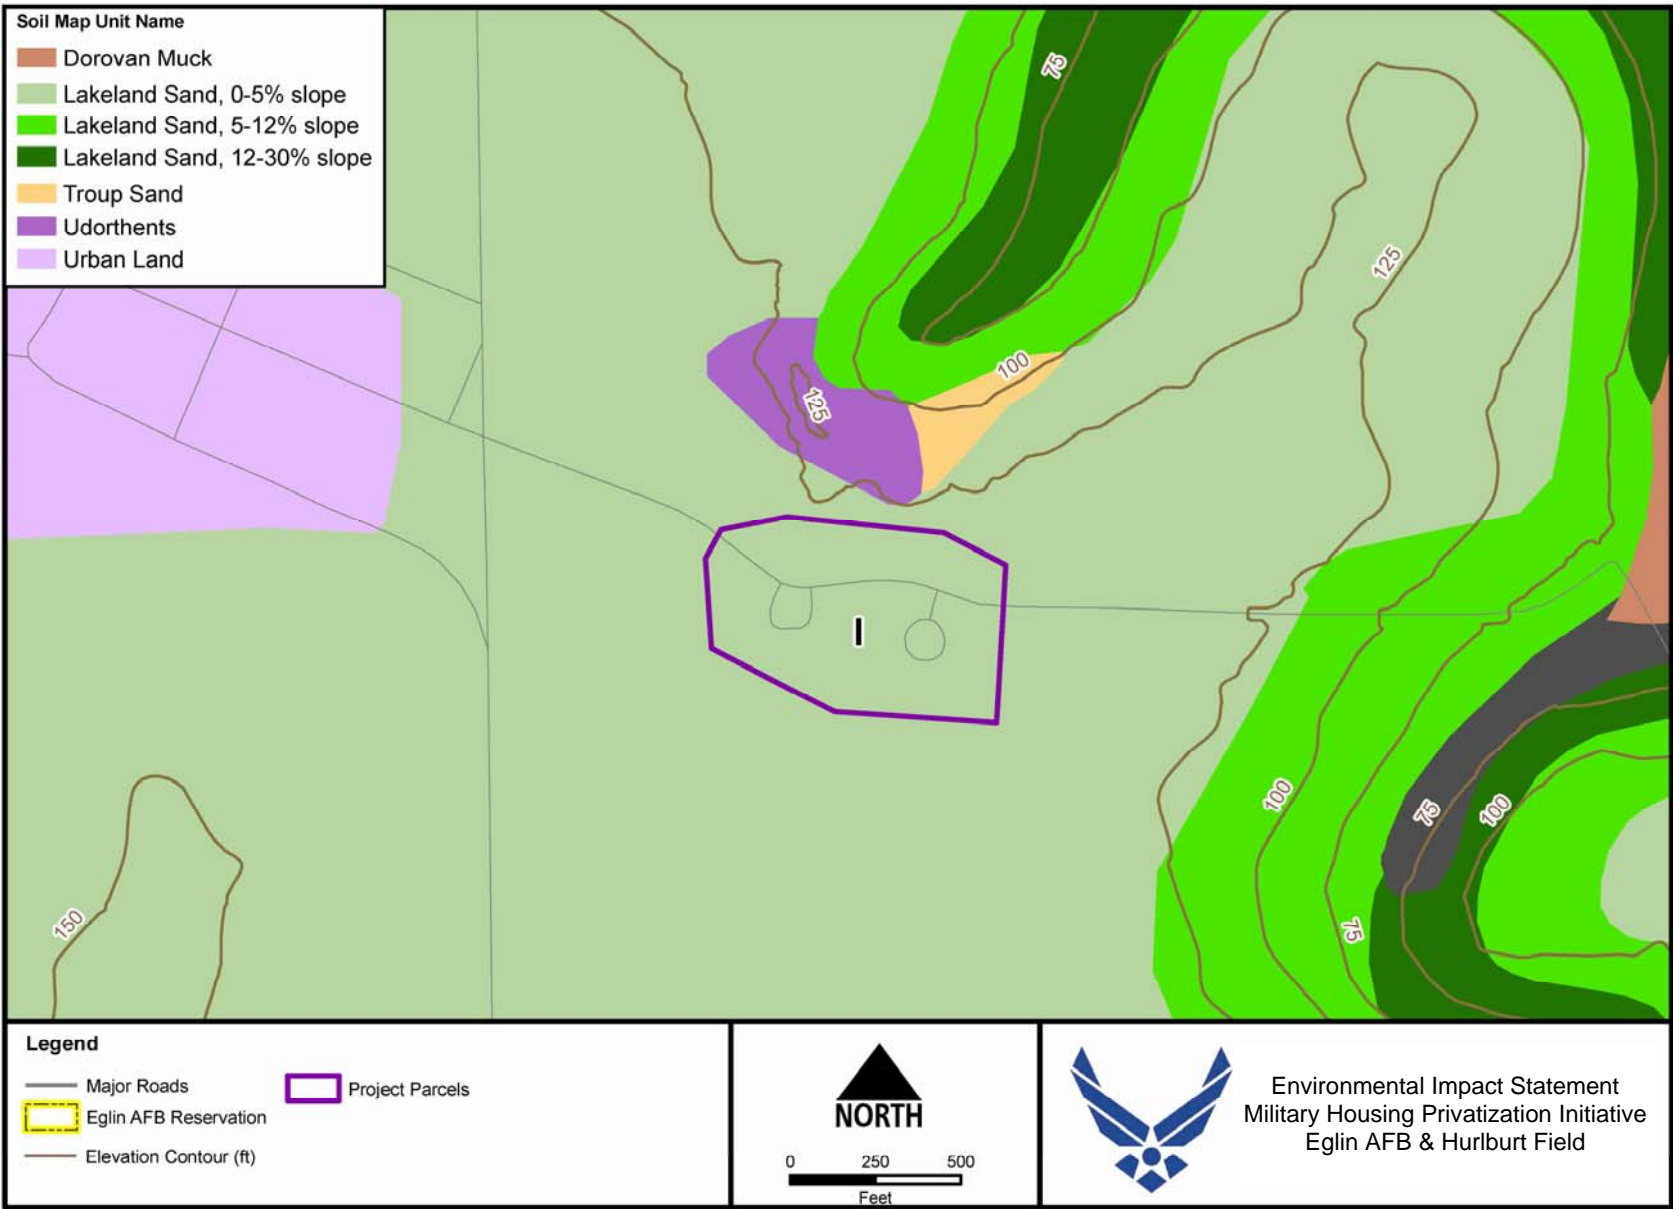 Soil Map Unit Name
Dorovan Muck
Lakeland Sand, 0-5% slope
Lakeland Sand, 5-12% slope
Lakeland Sand, 12-30% slope
Troup Sand
Udorthents
Urban Land
75
125
100
125
I
100
75
100
150
75
Legend
Major Roads
Project Parcels
Eglin AFB Reservation
Elevation Contour (ft)
NORTH
0 250 500
Feet
Environmental Impact Statement
Military Housing Privatization Initiative
Eglin AFB & Hurlburt Field